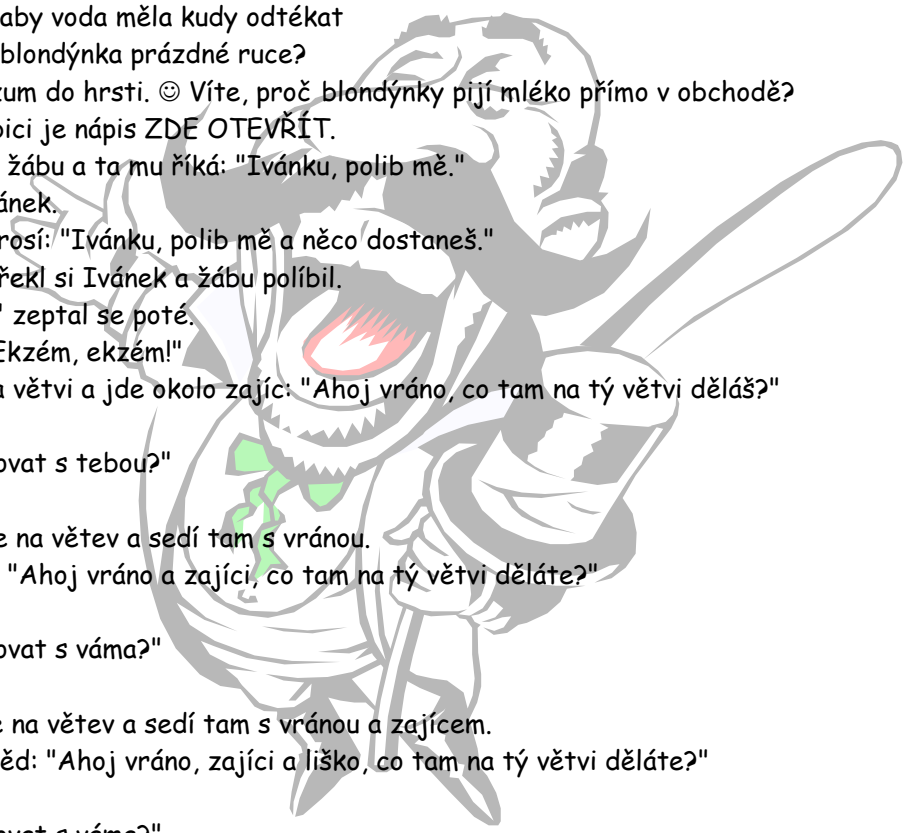 aby voda měla kudy odtékat
blondýnka prázdné ruce?
zum do hrsti. ☺ Víte, proč blondýnky pijí mléko přímo v obchodě?
bici je nápis ZDE OTEVŘÍT.
žábu a ta mu říká: "Ivánku, polib mě."
ánek.
rosí: "Ivánku, polib mě a něco dostaneš."
řekl si Ivánek a žábu políbil.
" zeptal se poté.
Ekzém, ekzém!"
a větvi a jde okolo zajíc: "Ahoj vráno, co tam na tý větvi děláš?"
ovat s tebou?"
e na větev a sedí tam s vránou.
"Ahoj vráno a zajíci, co tam na tý větvi děláte?"
ovat s váma?"
e na větev a sedí tam s vránou a zajícem.
ěd: "Ahoj vráno, zajíci a liško, co tam na tý větvi děláte?"